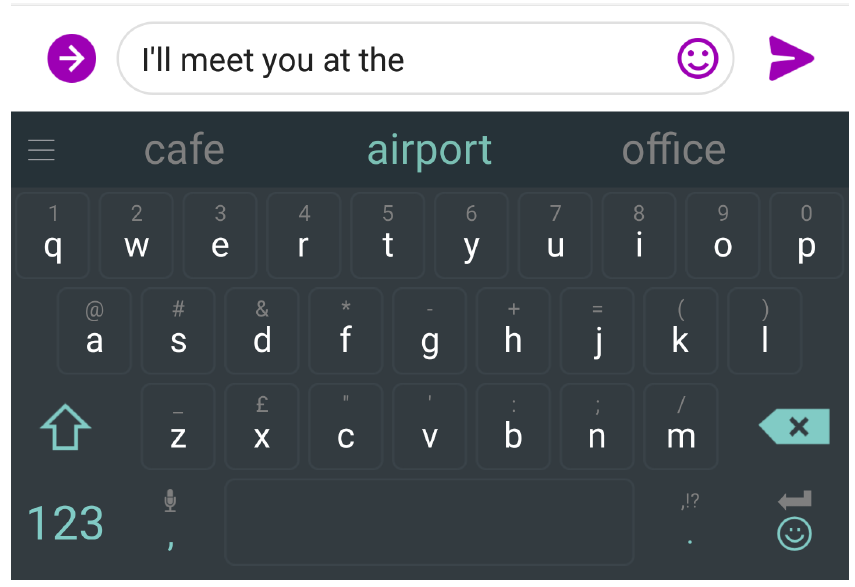 I'll meet you at the
cafe airport office
1 2 3 4 5 6 7 8 9 0
q w e r t y u i o p
@ # & * - + = ( )
a s d f g h j k l
_ £ " ' : ; /
z x c v b n m
,!?
123 , .